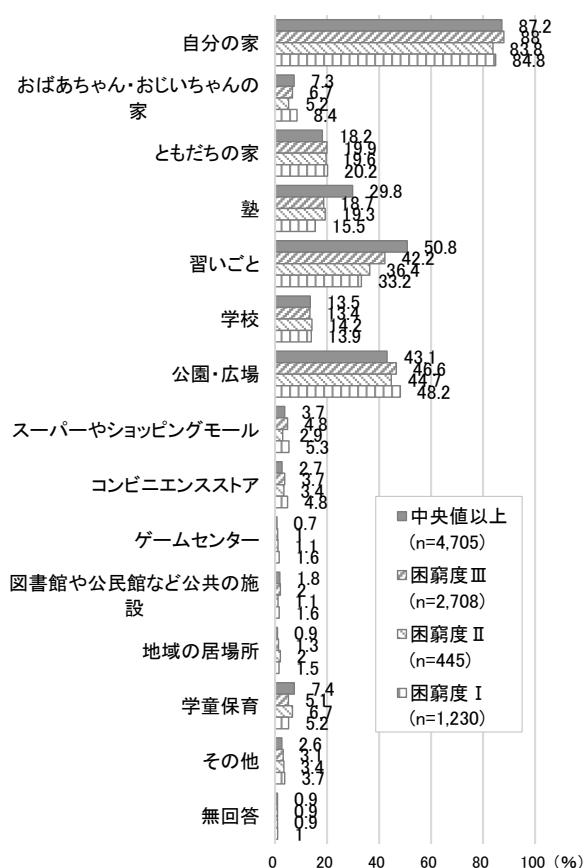 自分の家
87.2
88
83.8
84.8
おばあちゃん・おじいちゃんの
家
7.3
6.7
5.2
8.4
ともだちの家
18.2
19.9
19.6
20.2
塾
29.8
18.7
19.3
15.5
習いごと
50.8
42.2
36.4
33.2
学校
13.5
13.4
14.2
13.9
公園・広場
43.1
46.6
44.7
48.2
スーパーやショッピングモール
3.7
4.8
2.9
5.3
コンビニエンスストア
2.7
3.7
3.4
4.8
ゲームセンター
0.7
1
1.1
1.6
図書館や公民館など公共の施
設
1.8
2
1.1
1.6
地域の居場所
0.9
1.3
2
1.5
学童保育
7.4
5.1
6.7
5.2
その他
2.6
3.1
3.4
3.7
無回答
0.9
0.9
0.9
1
中央値以上
(n=4,705)
困窮度Ⅲ
(n=2,708)
困窮度Ⅱ
(n=445)
困窮度Ⅰ
(n=1,230)
0 20 40 60 80 100 (%)